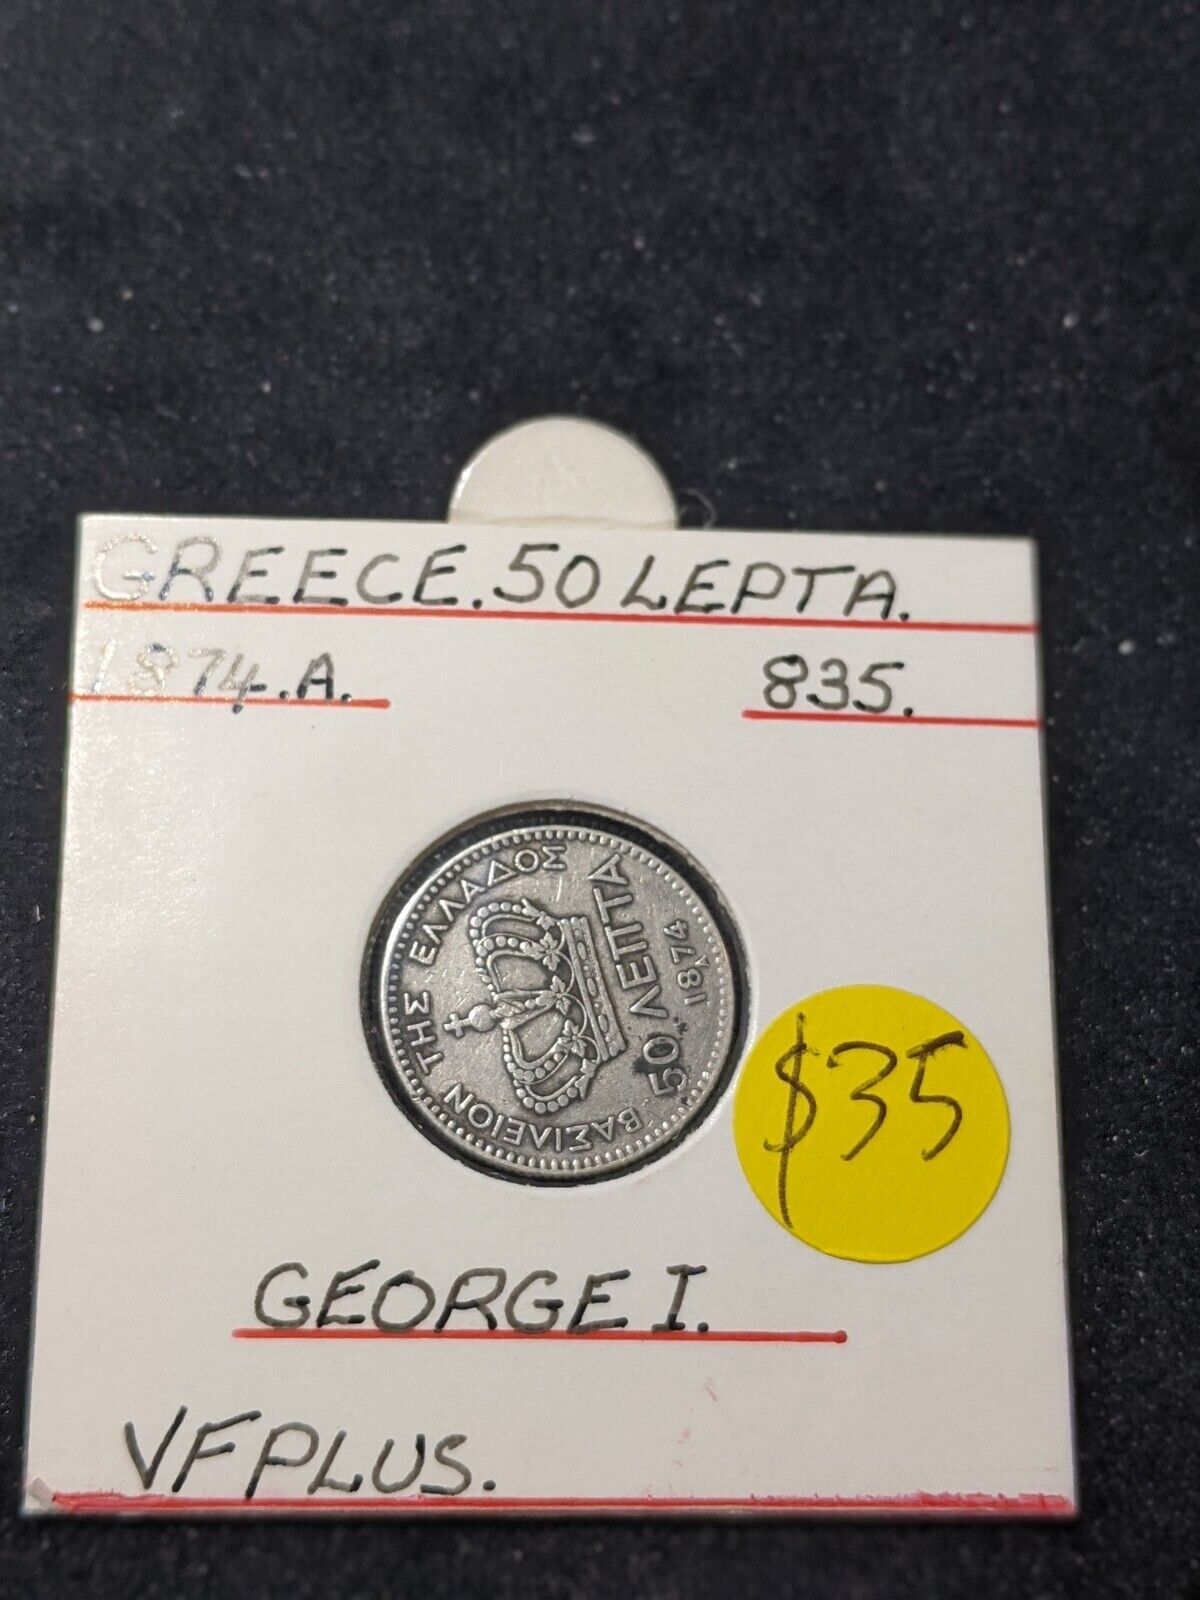 GREECE. 50 LEPTA.
1874.A. 835.
ΒΑΣΙΛΕΙΟΝ ΤΗΣ ΕΛΛΑΔΟΣ
50 ΛΕΠΤΑ
1874
A
$35
GEORGE I.
VF PLUS.